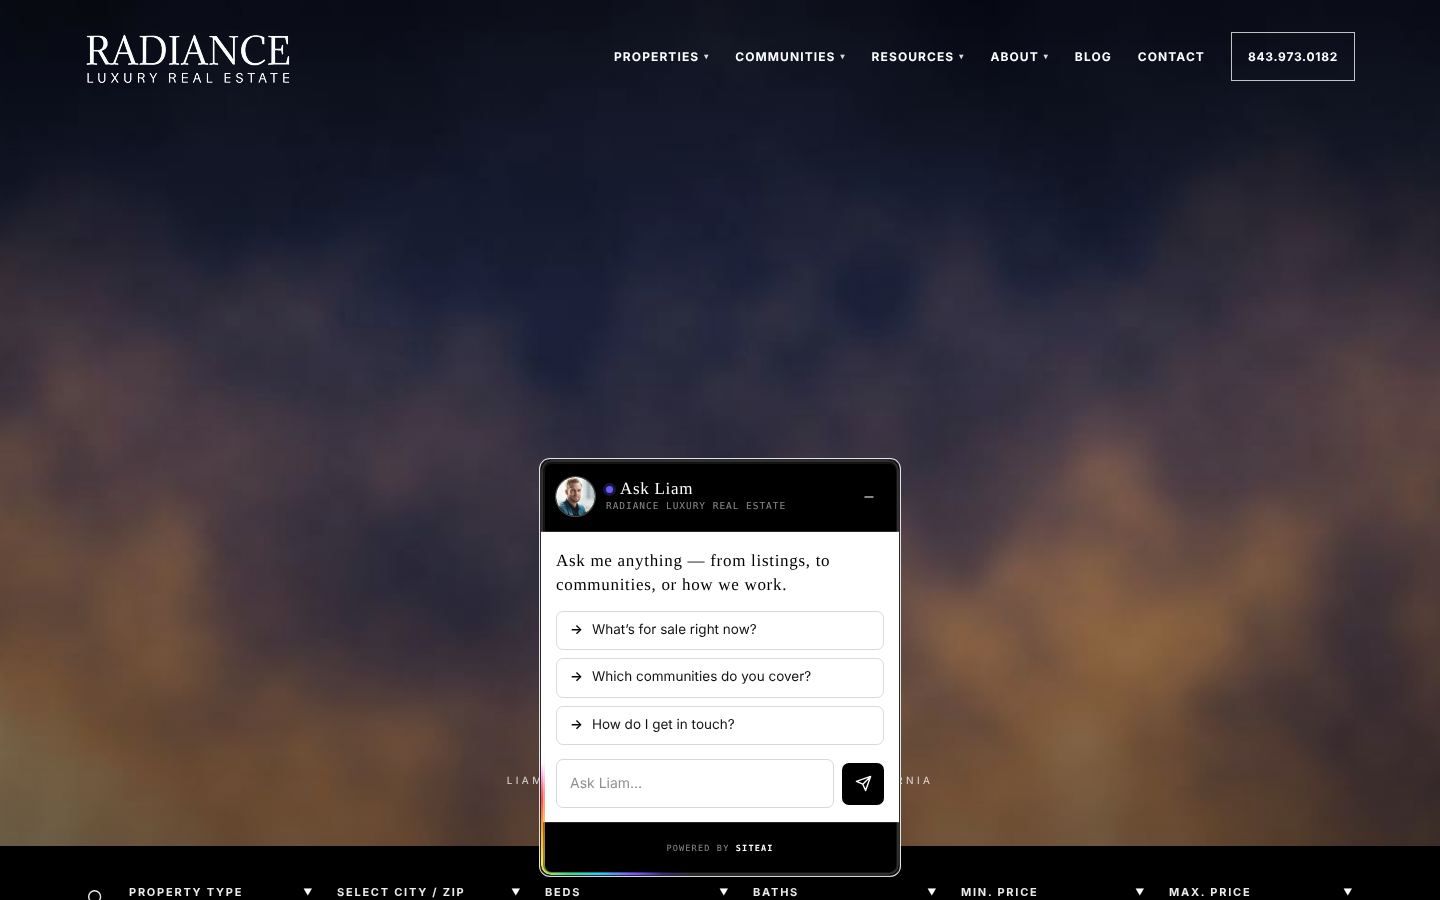 RADIANCE
LUXURY REAL ESTATE
PROPERTIES ▾ COMMUNITIES ▾ RESOURCES ▾ ABOUT ▾ BLOG CONTACT 843.973.0182
Ask Liam
RADIANCE LUXURY REAL ESTATE
Ask me anything — from listings, to
communities, or how we work.
→ What’s for sale right now?
→ Which communities do you cover?
→ How do I get in touch?
LIAM
Ask Liam...
POWERED BY SITEAI
PROPERTY TYPE ▼ SELECT CITY / ZIP ▼ BEDS ▼ BATHS ▼ MIN. PRICE ▼ MAX. PRICE ▼